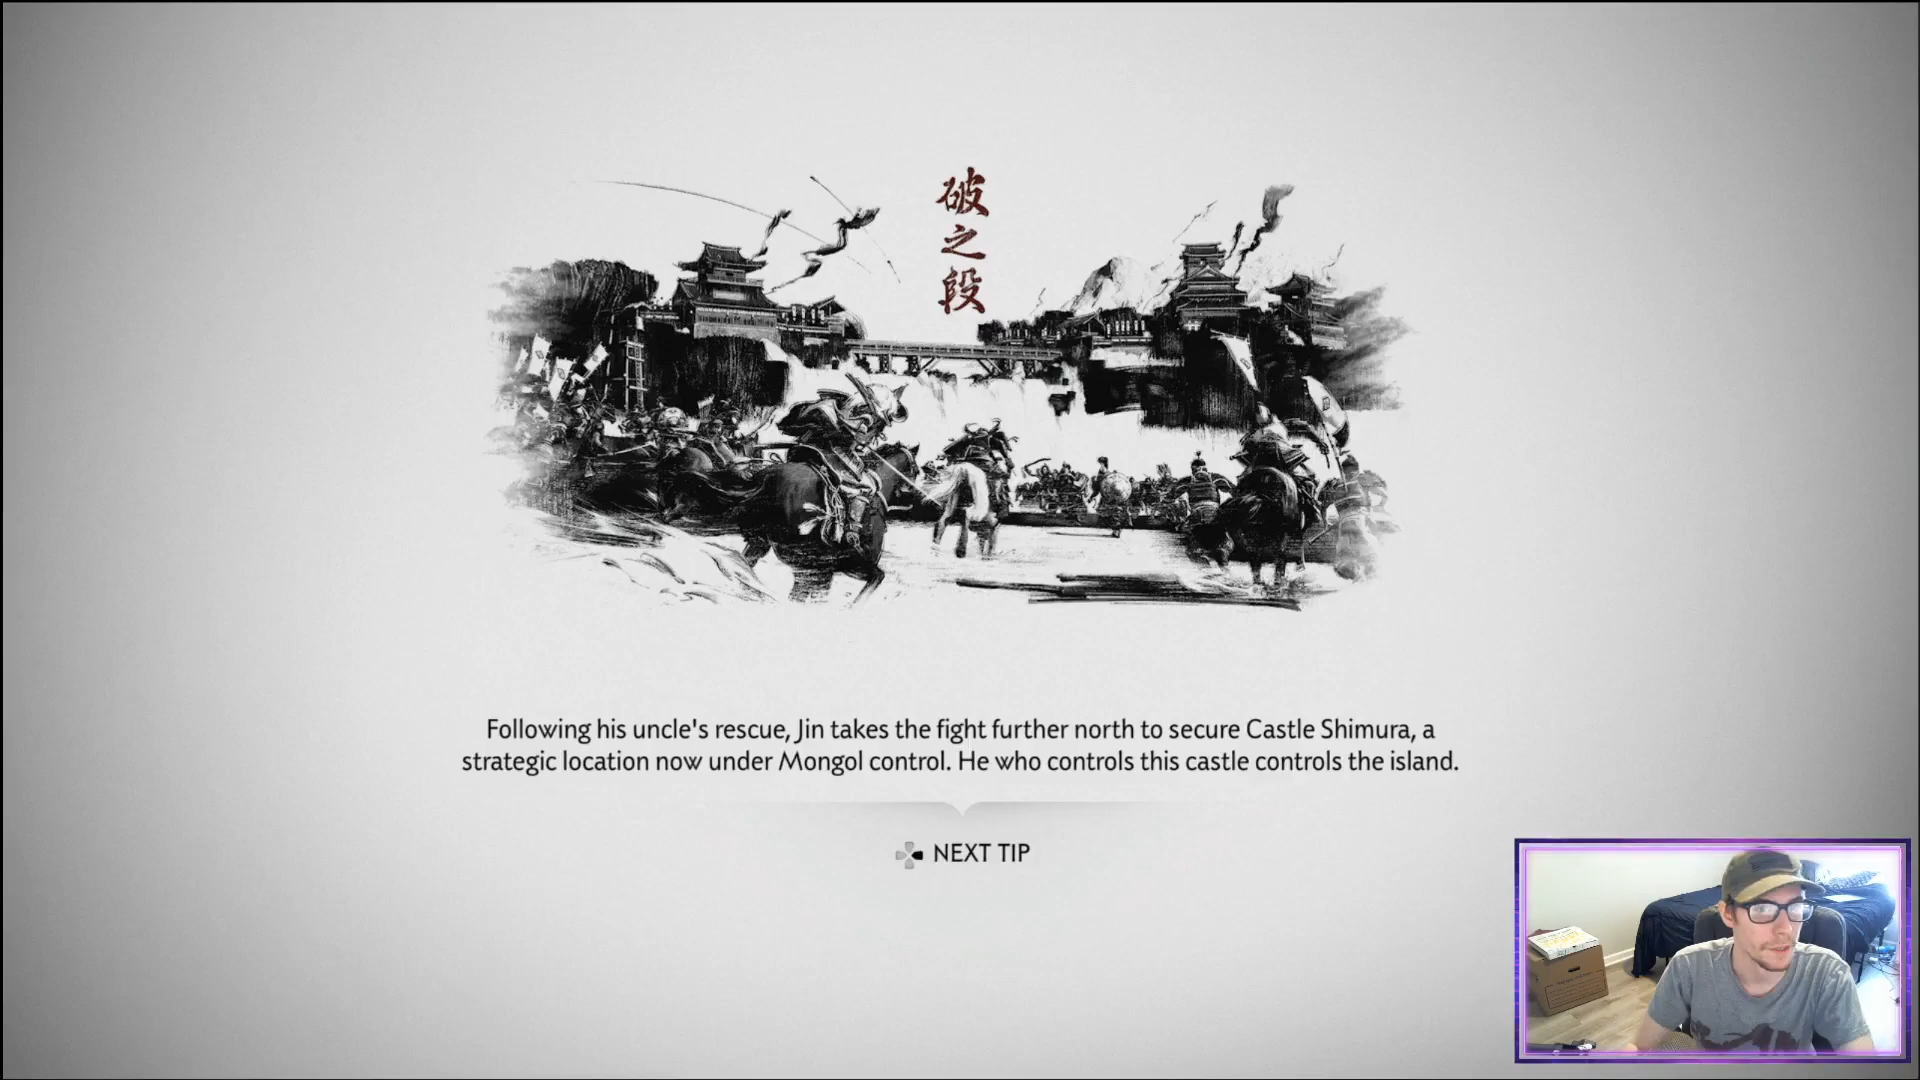 破之段
Following his uncle's rescue, Jin takes the fight further north to secure Castle Shimura, a
strategic location now under Mongol control. He who controls this castle controls the island.
NEXT TIP